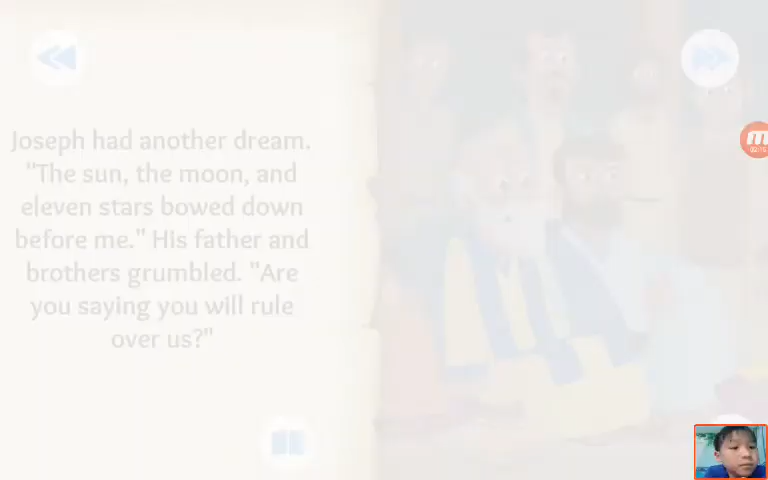 Joseph had another dream.
"The sun, the moon, and
eleven stars bowed down
before me." His father and
brothers grumbled. "Are
you saying you will rule
over us?"